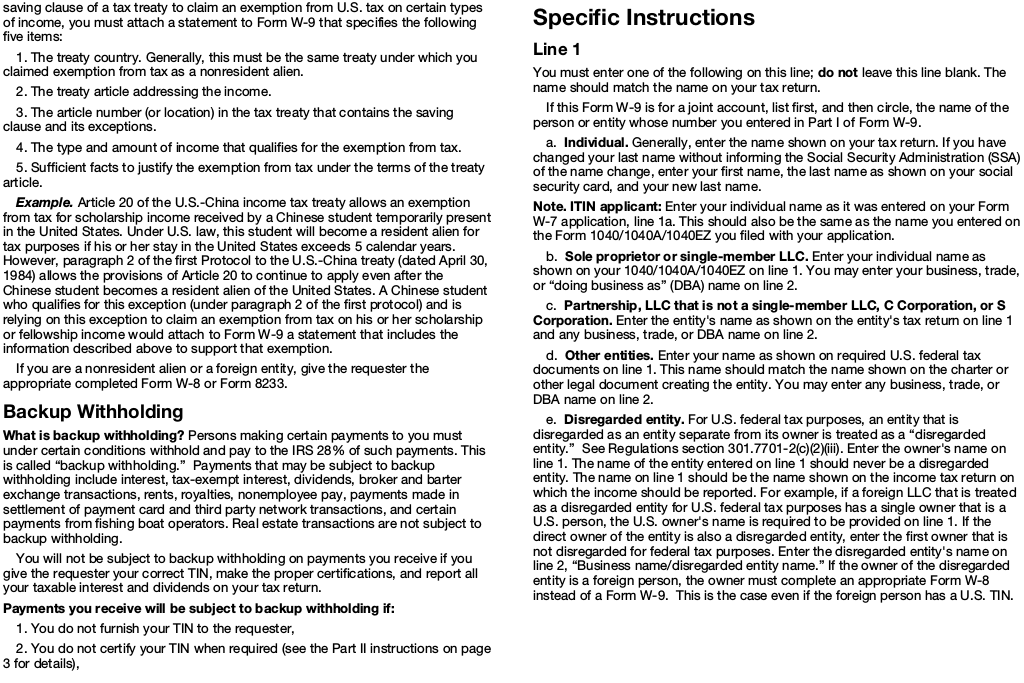 saving clause of a tax treaty to claim an exemption from U.S. tax on certain types
of income, you must attach a statement to Form W-9 that specifies the following
five items:
1. The treaty country. Generally, this must be the same treaty under which you
claimed exemption from tax as a nonresident alien.
2. The treaty article addressing the income.
3. The article number (or location) in the tax treaty that contains the saving
clause and its exceptions.
4. The type and amount of income that qualifies for the exemption from tax.
5. Sufficient facts to justify the exemption from tax under the terms of the treaty
article.
Example. Article 20 of the U.S.-China income tax treaty allows an exemption
from tax for scholarship income received by a Chinese student temporarily present
in the United States. Under U.S. law, this student will become a resident alien for
tax purposes if his or her stay in the United States exceeds 5 calendar years.
However, paragraph 2 of the first Protocol to the U.S.-China treaty (dated April 30,
1984) allows the provisions of Article 20 to continue to apply even after the
Chinese student becomes a resident alien of the United States. A Chinese student
who qualifies for this exception (under paragraph 2 of the first protocol) and is
relying on this exception to claim an exemption from tax on his or her scholarship
or fellowship income would attach to Form W-9 a statement that includes the
information described above to support that exemption.
If you are a nonresident alien or a foreign entity, give the requester the
appropriate completed Form W-8 or Form 8233.
Backup Withholding
What is backup withholding? Persons making certain payments to you must
under certain conditions withhold and pay to the IRS 28% of such payments. This
is called “backup withholding.”  Payments that may be subject to backup
withholding include interest, tax-exempt interest, dividends, broker and barter
exchange transactions, rents, royalties, nonemployee pay, payments made in
settlement of payment card and third party network transactions, and certain
payments from fishing boat operators. Real estate transactions are not subject to
backup withholding.
You will not be subject to backup withholding on payments you receive if you
give the requester your correct TIN, make the proper certifications, and report all
your taxable interest and dividends on your tax return.
Payments you receive will be subject to backup withholding if:
1. You do not furnish your TIN to the requester,
2. You do not certify your TIN when required (see the Part II instructions on page
3 for details),
Specific Instructions
Line 1
You must enter one of the following on this line; do not leave this line blank. The
name should match the name on your tax return.
If this Form W-9 is for a joint account, list first, and then circle, the name of the
person or entity whose number you entered in Part I of Form W-9.
a. Individual. Generally, enter the name shown on your tax return. If you have
changed your last name without informing the Social Security Administration (SSA)
of the name change, enter your first name, the last name as shown on your social
security card, and your new last name.
Note. ITIN applicant: Enter your individual name as it was entered on your Form
W-7 application, line 1a. This should also be the same as the name you entered on
the Form 1040/1040A/1040EZ you filed with your application.
b. Sole proprietor or single-member LLC. Enter your individual name as
shown on your 1040/1040A/1040EZ on line 1. You may enter your business, trade,
or “doing business as” (DBA) name on line 2.
c. Partnership, LLC that is not a single-member LLC, C Corporation, or S
Corporation. Enter the entity's name as shown on the entity's tax return on line 1
and any business, trade, or DBA name on line 2.
d. Other entities. Enter your name as shown on required U.S. federal tax
documents on line 1. This name should match the name shown on the charter or
other legal document creating the entity. You may enter any business, trade, or
DBA name on line 2.
e. Disregarded entity. For U.S. federal tax purposes, an entity that is
disregarded as an entity separate from its owner is treated as a “disregarded
entity.”  See Regulations section 301.7701-2(c)(2)(iii). Enter the owner's name on
line 1. The name of the entity entered on line 1 should never be a disregarded
entity. The name on line 1 should be the name shown on the income tax return on
which the income should be reported. For example, if a foreign LLC that is treated
as a disregarded entity for U.S. federal tax purposes has a single owner that is a
U.S. person, the U.S. owner's name is required to be provided on line 1. If the
direct owner of the entity is also a disregarded entity, enter the first owner that is
not disregarded for federal tax purposes. Enter the disregarded entity's name on
line 2, “Business name/disregarded entity name.” If the owner of the disregarded
entity is a foreign person, the owner must complete an appropriate Form W-8
instead of a Form W-9.  This is the case even if the foreign person has a U.S. TIN.